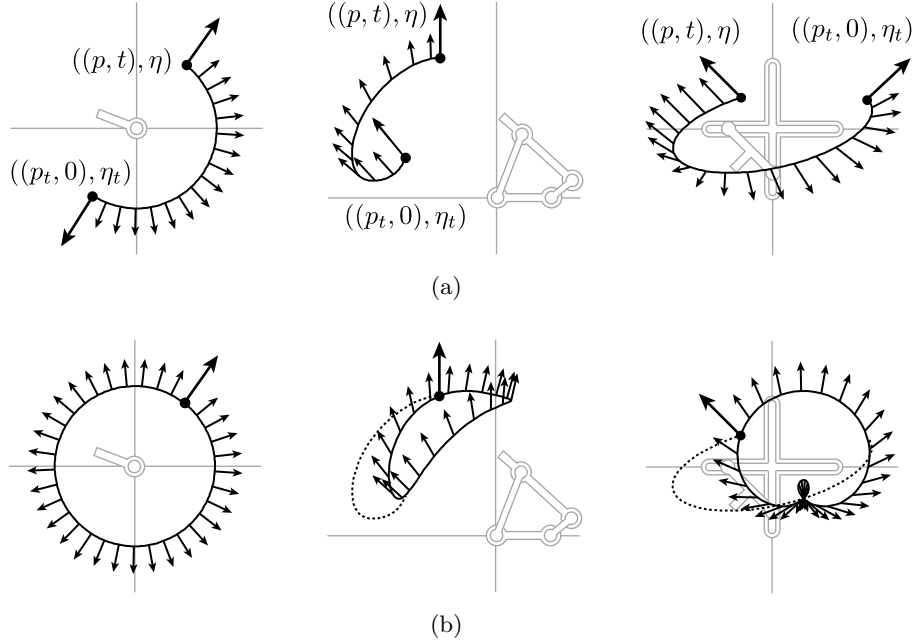 ((p, t), η)
((p_t, 0), η_t)
((p, t), η)
((p_t, 0), η_t)
((p, t), η)
((p_t, 0), η_t)
(a)
(b)